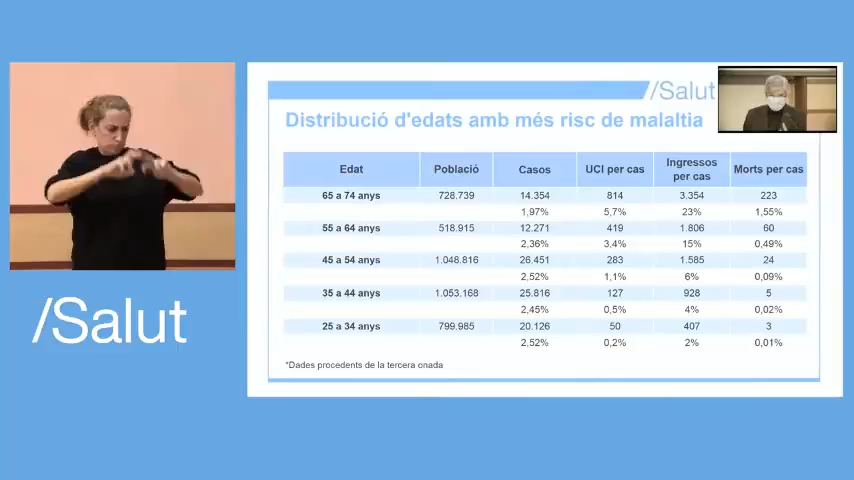 /Salut
/Salut
Distribució d'edats amb més risc de malaltia
Edat Població Casos UCI per cas Ingressos per cas Morts per cas
65 a 74 anys 728.739 14.354 814 3.354 223
1,97% 5,7% 23% 1,55%
55 a 64 anys 518.915 12.271 419 1.806 60
2,36% 3,4% 15% 0,49%
45 a 54 anys 1.048.816 26.451 283 1.585 24
2,52% 1,1% 6% 0,09%
35 a 44 anys 1.053.168 25.816 127 928 5
2,45% 0,5% 4% 0,02%
25 a 34 anys 799.985 20.126 50 407 3
2,52% 0,2% 2% 0,01%
*Dades procedents de la tercera onada